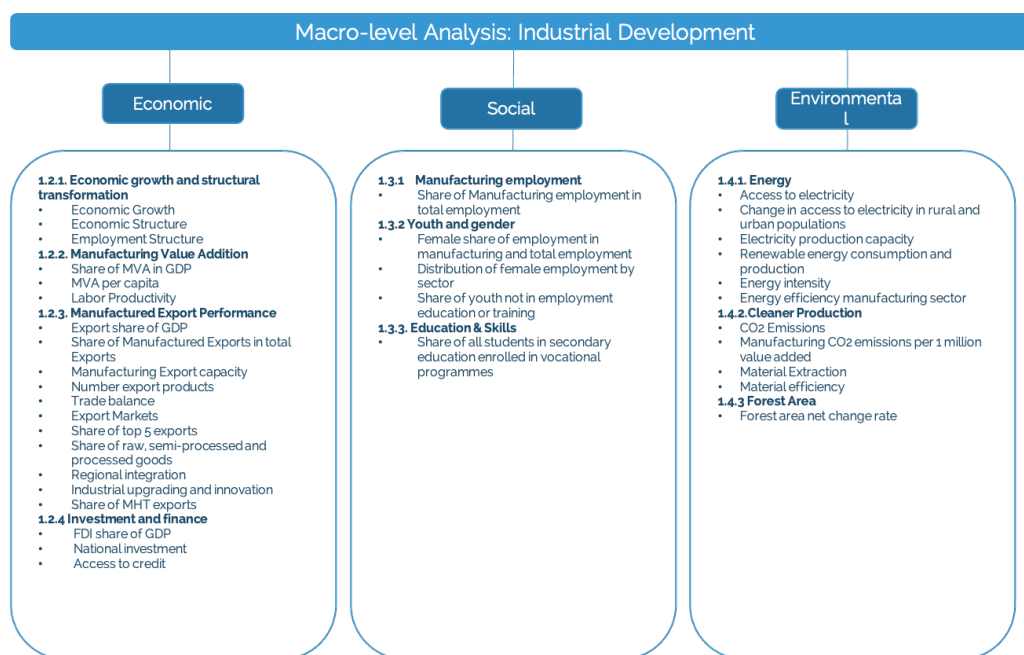 Macro-level Analysis: Industrial Development
Economic
1.2.1. Economic growth and structural
transformation
• Economic Growth
• Economic Structure
• Employment Structure
1.2.2. Manufacturing Value Addition
• Share of MVA in GDP
• MVA per capita
• Labor Productivity
1.2.3. Manufactured Export Performance
• Export share of GDP
• Share of Manufactured Exports in total
Exports
• Manufacturing Export capacity
• Number export products
• Trade balance
• Export Markets
• Share of top 5 exports
• Share of raw, semi-processed and
processed goods
• Regional integration
• Industrial upgrading and innovation
• Share of MHT exports
1.2.4 Investment and finance
• FDI share of GDP
• National investment
• Access to credit
Social
1.3.1 Manufacturing employment
• Share of Manufacturing employment in
total employment
1.3.2 Youth and gender
• Female share of employment in
manufacturing and total employment
• Distribution of female employment by
sector
• Share of youth not in employment
education or training
1.3.3. Education & Skills
• Share of all students in secondary
education enrolled in vocational
programmes
Environmenta
l
1.4.1. Energy
• Access to electricity
• Change in access to electricity in rural and
urban populations
• Electricity production capacity
• Renewable energy consumption and
production
• Energy intensity
• Energy efficiency manufacturing sector
1.4.2.Cleaner Production
• CO2 Emissions
• Manufacturing CO2 emissions per 1 million
value added
• Material Extraction
• Material efficiency
1.4.3 Forest Area
• Forest area net change rate